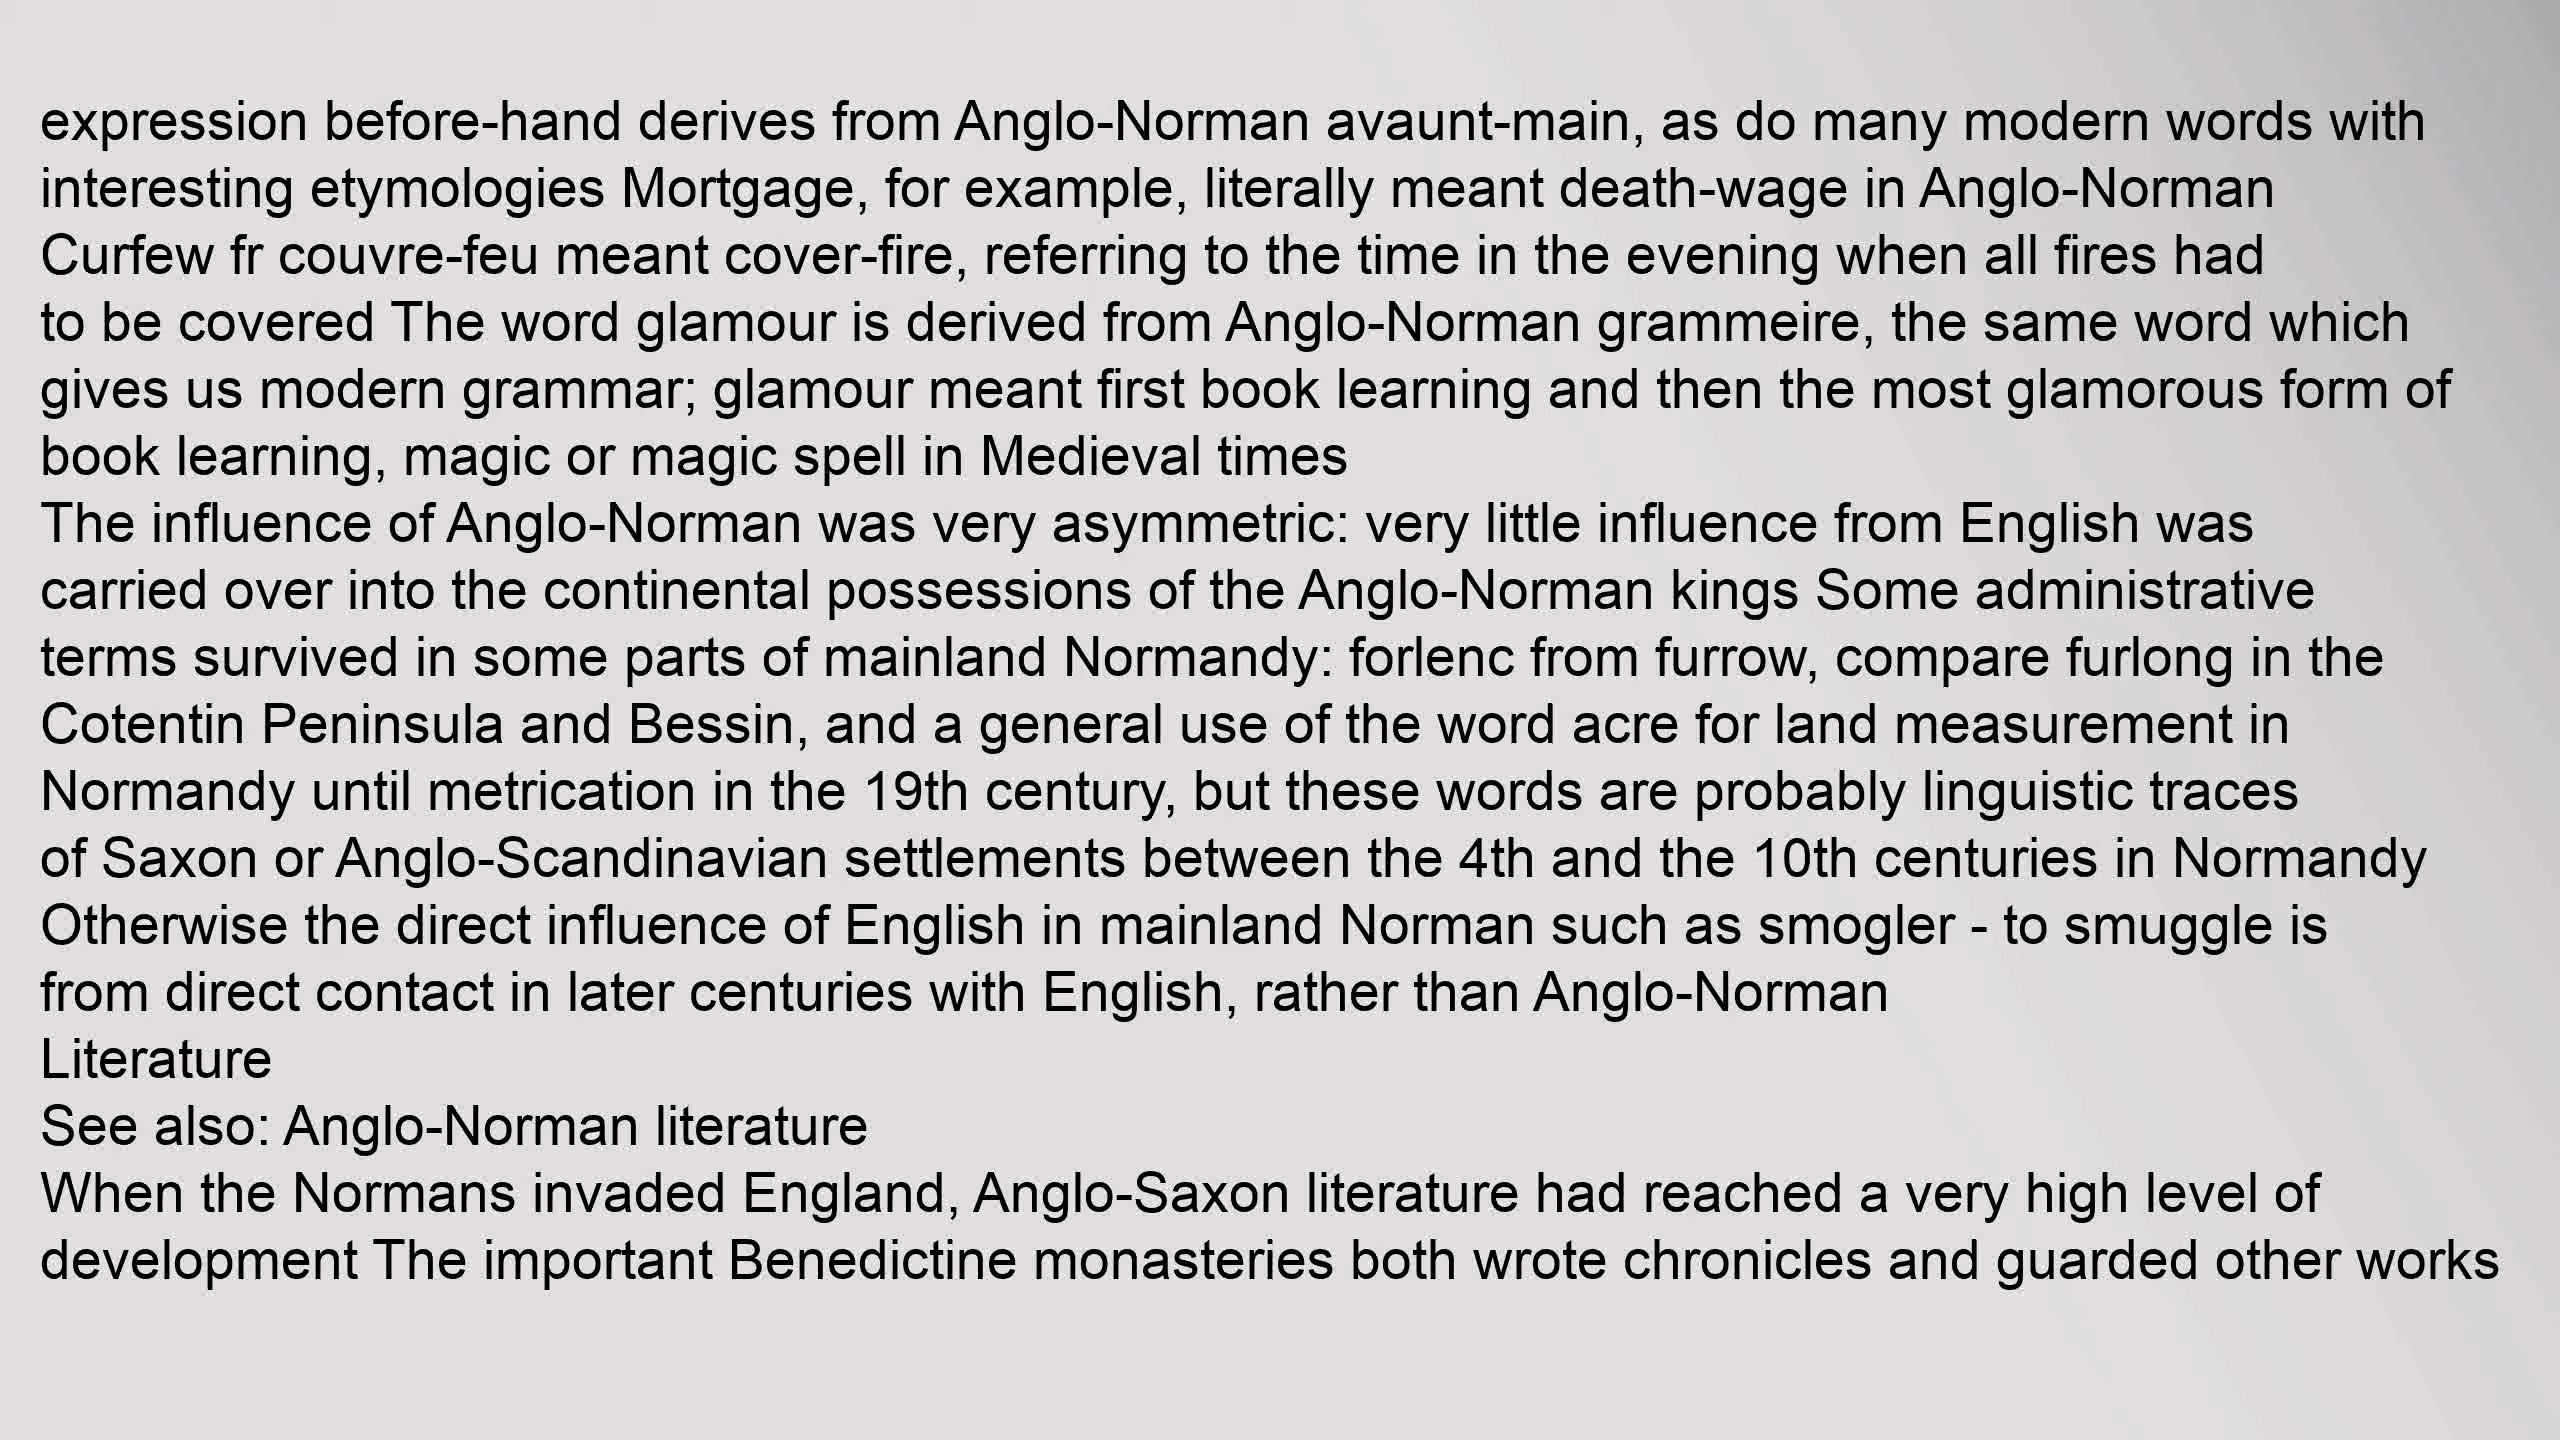 expression before-hand derives from Anglo-Norman avaunt-main, as do many modern words with
interesting etymologies Mortgage, for example, literally meant death-wage in Anglo-Norman
Curfew fr couvre-feu meant cover-fire, referring to the time in the evening when all fires had
to be covered The word glamour is derived from Anglo-Norman grammeire, the same word which
gives us modern grammar; glamour meant first book learning and then the most glamorous form of
book learning, magic or magic spell in Medieval times
The influence of Anglo-Norman was very asymmetric: very little influence from English was
carried over into the continental possessions of the Anglo-Norman kings Some administrative
terms survived in some parts of mainland Normandy: forlenc from furrow, compare furlong in the
Cotentin Peninsula and Bessin, and a general use of the word acre for land measurement in
Normandy until metrication in the 19th century, but these words are probably linguistic traces
of Saxon or Anglo-Scandinavian settlements between the 4th and the 10th centuries in Normandy
Otherwise the direct influence of English in mainland Norman such as smogler - to smuggle is
from direct contact in later centuries with English, rather than Anglo-Norman
Literature
See also: Anglo-Norman literature
When the Normans invaded England, Anglo-Saxon literature had reached a very high level of
development The important Benedictine monasteries both wrote chronicles and guarded other works